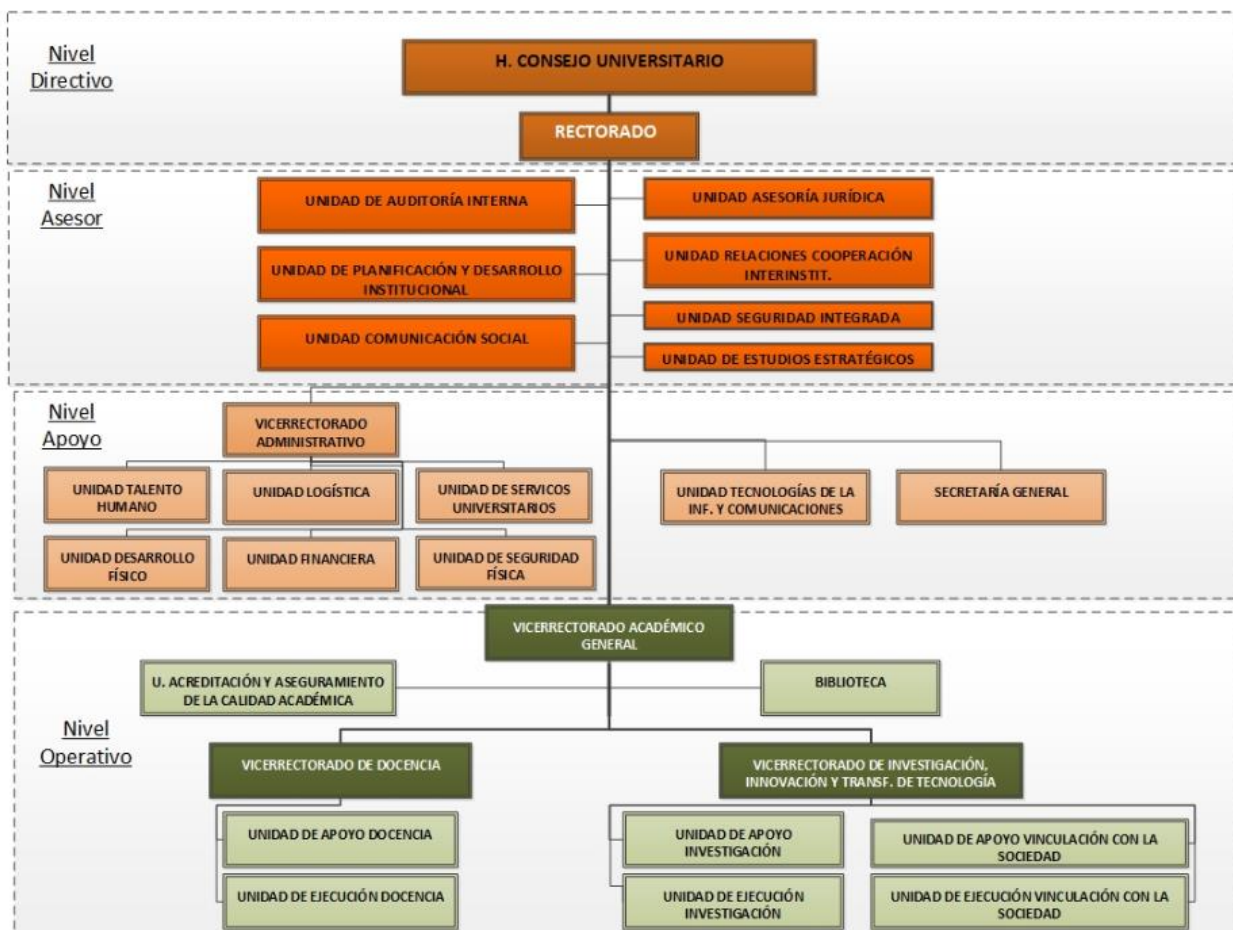 Nivel
Directivo
H. CONSEJO UNIVERSITARIO
RECTORADO
Nivel
Asesor
UNIDAD DE AUDITORÍA INTERNA
UNIDAD ASESORÍA JURÍDICA
UNIDAD DE PLANIFICACIÓN Y DESARROLLO
INSTITUCIONAL
UNIDAD RELACIONES COOPERACIÓN
INTERINSTIT.
UNIDAD COMUNICACIÓN SOCIAL
UNIDAD SEGURIDAD INTEGRADA
UNIDAD DE ESTUDIOS ESTRATÉGICOS
Nivel
Apoyo
VICERRECTORADO
ADMINISTRATIVO
UNIDAD TALENTO
HUMANO
UNIDAD LOGÍSTICA
UNIDAD DE SERVICOS
UNIVERSITARIOS
UNIDAD TECNOLOGÍAS DE LA
INF. Y COMUNICACIONES
SECRETARÍA GENERAL
UNIDAD DESARROLLO
FÍSICO
UNIDAD FINANCIERA
UNIDAD DE SEGURIDAD
FÍSICA
Nivel
Operativo
VICERRECTORADO ACADÉMICO
GENERAL
U. ACREDITACIÓN Y ASEGURAMIENTO
DE LA CALIDAD ACADÉMICA
BIBLIOTECA
VICERRECTORADO DE DOCENCIA
VICERRECTORADO DE INVESTIGACIÓN,
INNOVACIÓN Y TRANSF. DE TECNOLOGÍA
UNIDAD DE APOYO DOCENCIA
UNIDAD DE APOYO
INVESTIGACIÓN
UNIDAD DE APOYO VINCULACIÓN CON LA
SOCIEDAD
UNIDAD DE EJECUCIÓN DOCENCIA
UNIDAD DE EJECUCIÓN
INVESTIGACIÓN
UNIDAD DE EJECUCIÓN VINCULACIÓN CON LA
SOCIEDAD